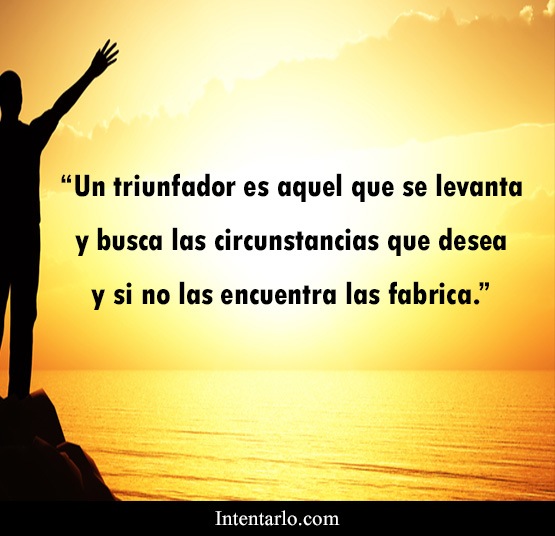 “Un triunfador es aquel que se levanta
y busca las circunstancias que desea
y si no las encuentra las fabrica.”
Intentarlo.com